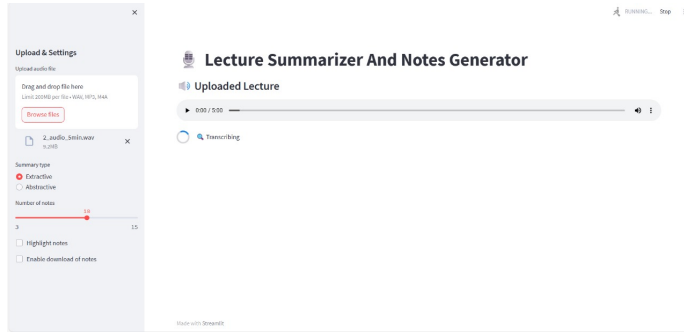 RUNNING...
Stop
Upload & Settings
Upload audio file
Drag and drop file here
Limit 200MB per file • WAV, MP3, M4A
Browse files
2_audio_5min.wav
9.2MB
Summary type
Extractive
Abstractive
Number of notes
10
3
15
Highlight notes
Enable download of notes
Lecture Summarizer And Notes Generator
Uploaded Lecture
0:00 / 5:00
Transcribing
Made with Streamlit